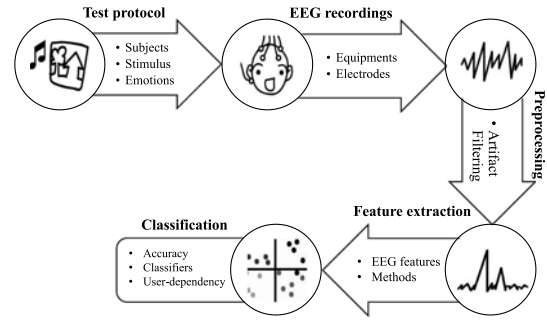 Test protocol
• Subjects
• Stimulus
• Emotions
EEG recordings
• Equipments
• Electrodes
Preprocessing
• Artifact
Filtering
Feature extraction
• EEG features
• Methods
Classification
• Accuracy
• Classifiers
• User-dependency